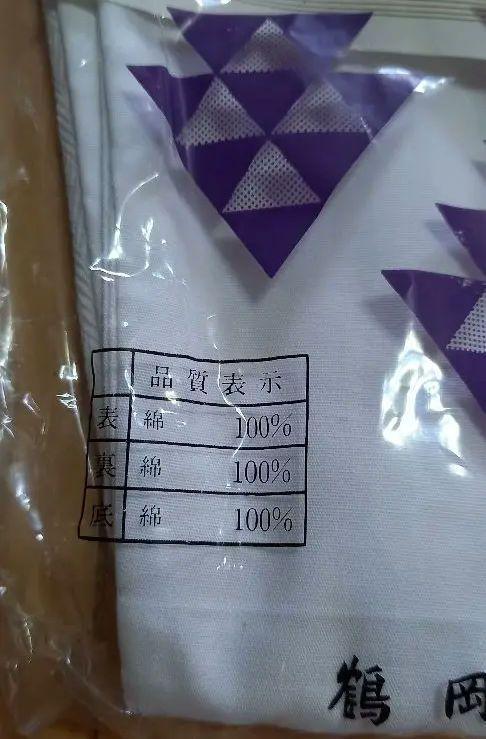 品質表示
表 綿 100%
裏 綿 100%
底 綿 100%
鶴岡